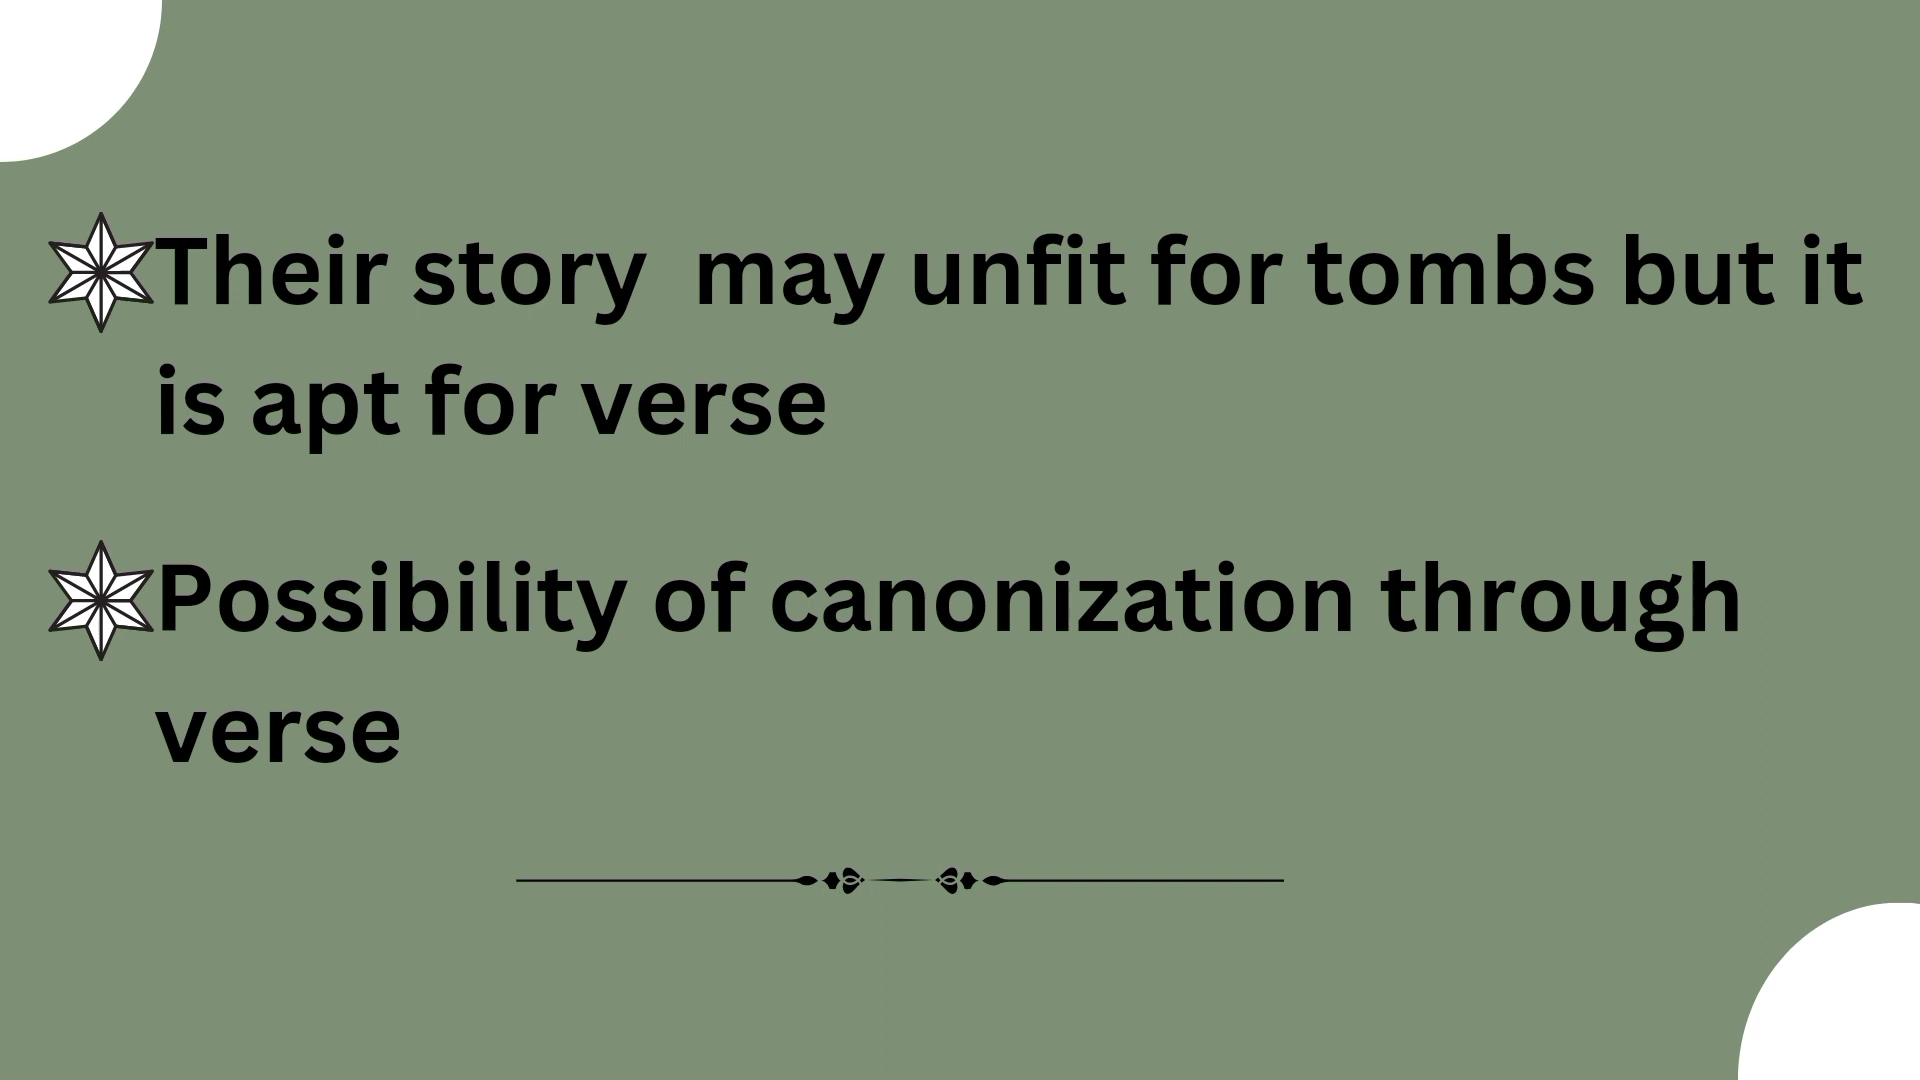 Their story  may unfit for tombs but it
is apt for verse
Possibility of canonization through
verse